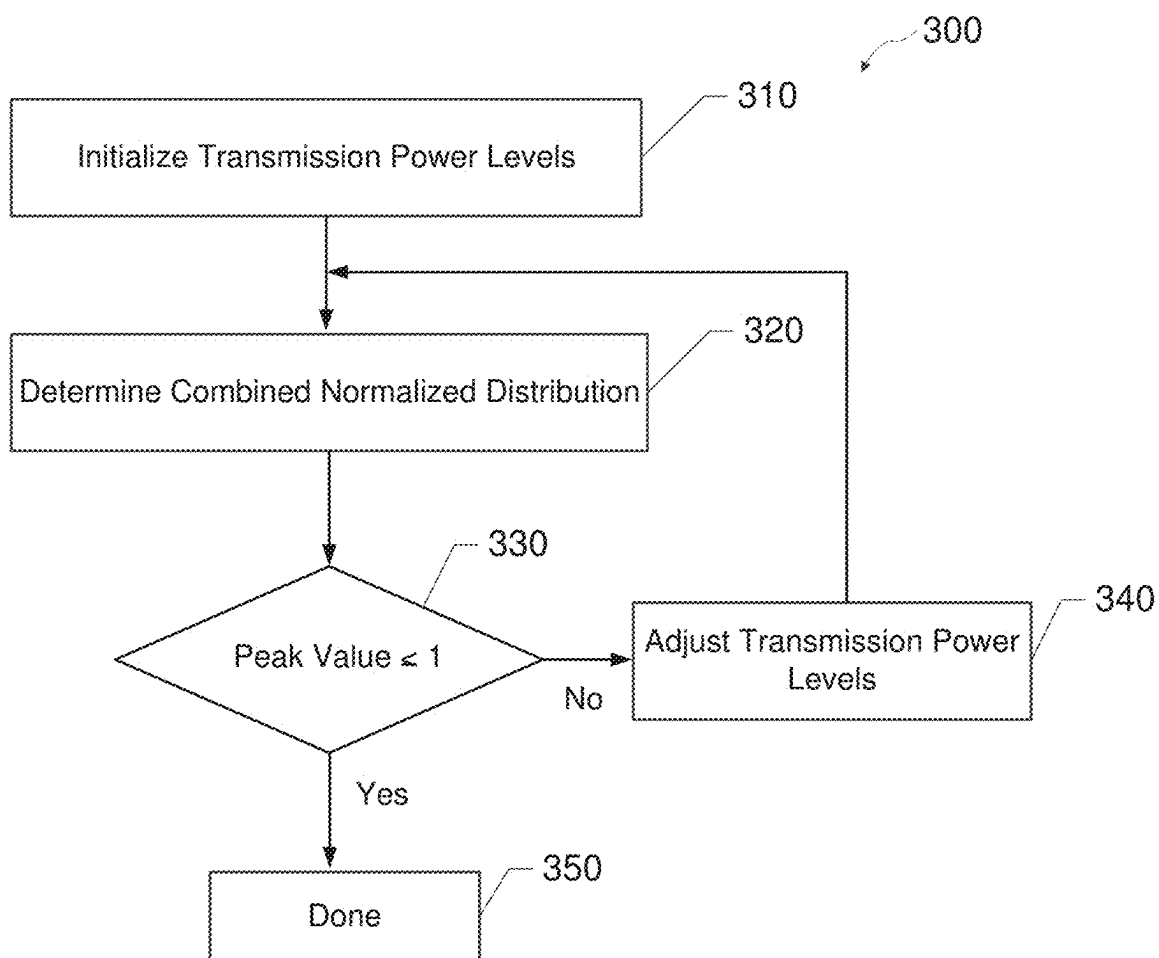 300
310
Initialize Transmission Power Levels
320
Determine Combined Normalized Distribution
330
Peak Value ≤ 1
340
Adjust Transmission Power
Levels
No
Yes
350
Done